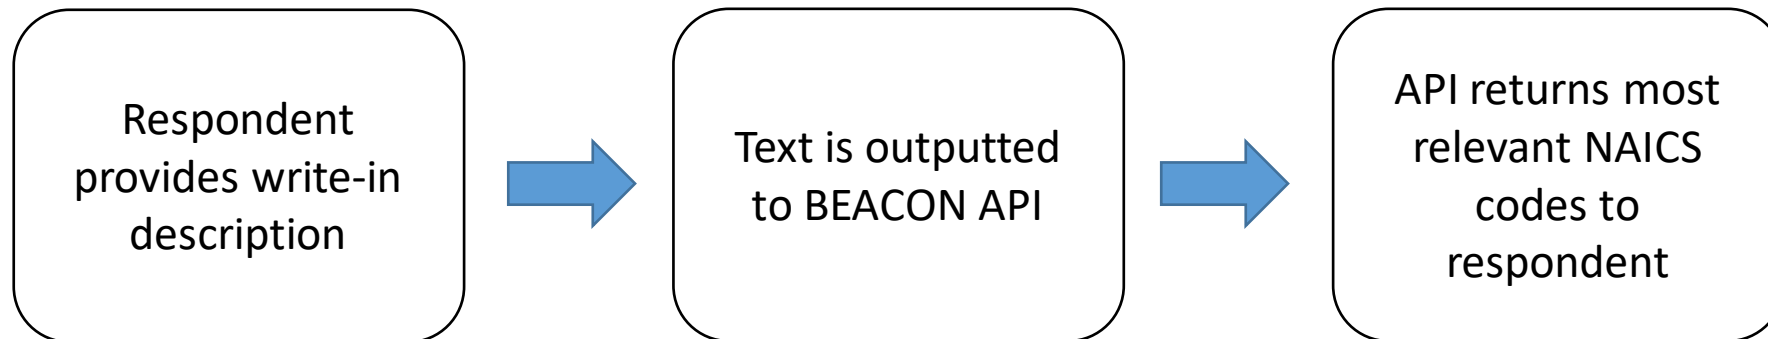 Respondent
provides write-in
description
Text is outputted
to BEACON API
API returns most
relevant NAICS
codes to
respondent